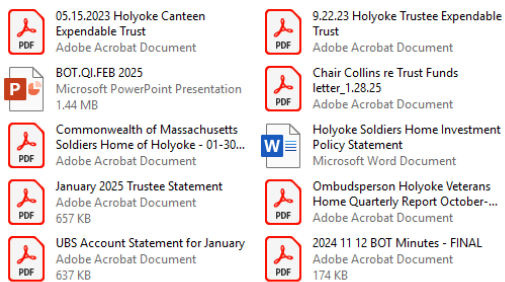 05.15.2023 Holyoke Canteen
Expendable Trust
Adobe Acrobat Document
PDF
9.22.23 Holyoke Trustee Expendable
Trust
Adobe Acrobat Document
PDF
BOT.QI.FEB 2025
Microsoft PowerPoint Presentation
1.44 MB
P
Chair Collins re Trust Funds
letter_1.28.25
Adobe Acrobat Document
PDF
Commonwealth of Massachusetts
Soldiers Home of Holyoke - 01-30...
Adobe Acrobat Document
PDF
Holyoke Soldiers Home Investment
Policy Statement
Microsoft Word Document
W
January 2025 Trustee Statement
Adobe Acrobat Document
657 KB
PDF
Ombudsperson Holyoke Veterans
Home Quarterly Report October-...
Adobe Acrobat Document
PDF
UBS Account Statement for January
Adobe Acrobat Document
637 KB
PDF
2024 11 12 BOT Minutes - FINAL
Adobe Acrobat Document
174 KB
PDF